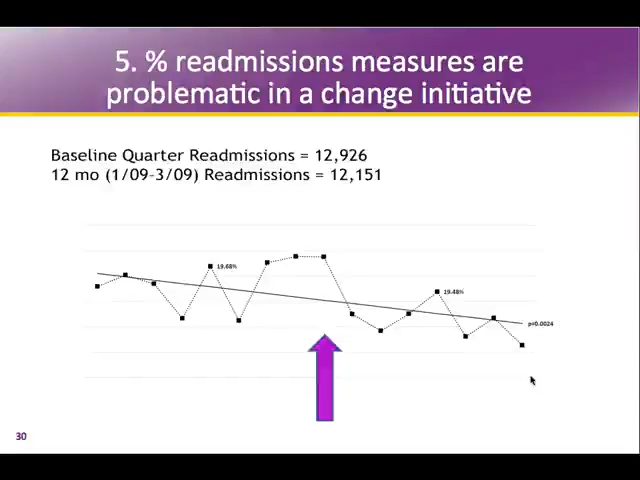 5. % readmissions measures are
problematic in a change initiative
Baseline Quarter Readmissions = 12,926
12 mo (1/09–3/09) Readmissions = 12,151
19.68%
19.48%
p=0.0024
30